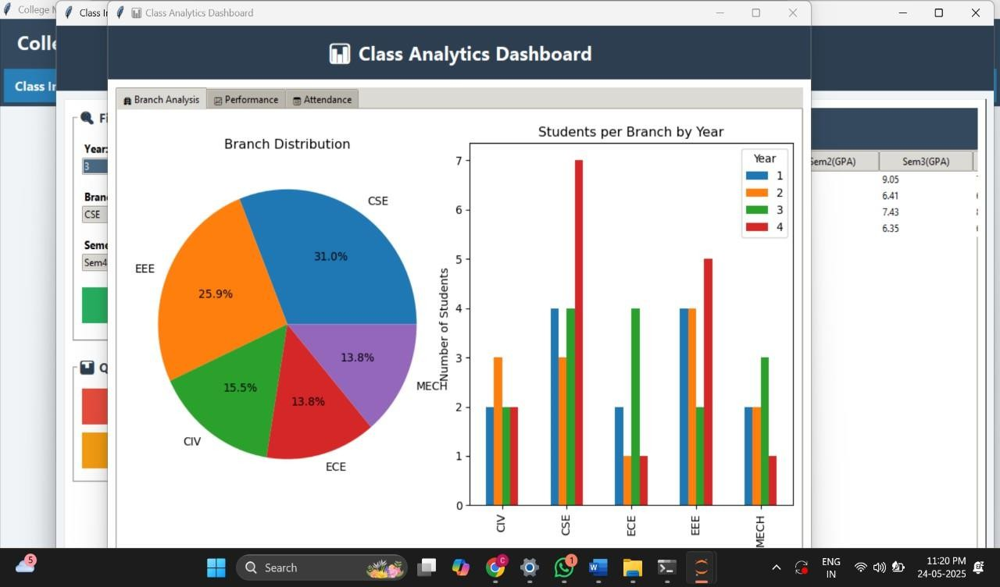 College
Class In
Class Analytics Dashboard
Colle
Class Analytics Dashboard
Class In
Branch Analysis
Performance
Attendance
Fi
Year:
3
Bran
CSE
Seme
Sem4
Q
Branch Distribution
CSE
EEE
CIV
ECE
MECH
31.0%
25.9%
15.5%
13.8%
13.8%
Students per Branch by Year
Number of Students
7
6
5
4
3
2
1
0
Year
1
2
3
4
CIV
CSE
ECE
EEE
MECH
Sem2(GPA)
Sem3(GPA)
9.05
6.41
7.43
6.35
5
Search
C
1
W
ENG
IN
11:20 PM
24-05-2025